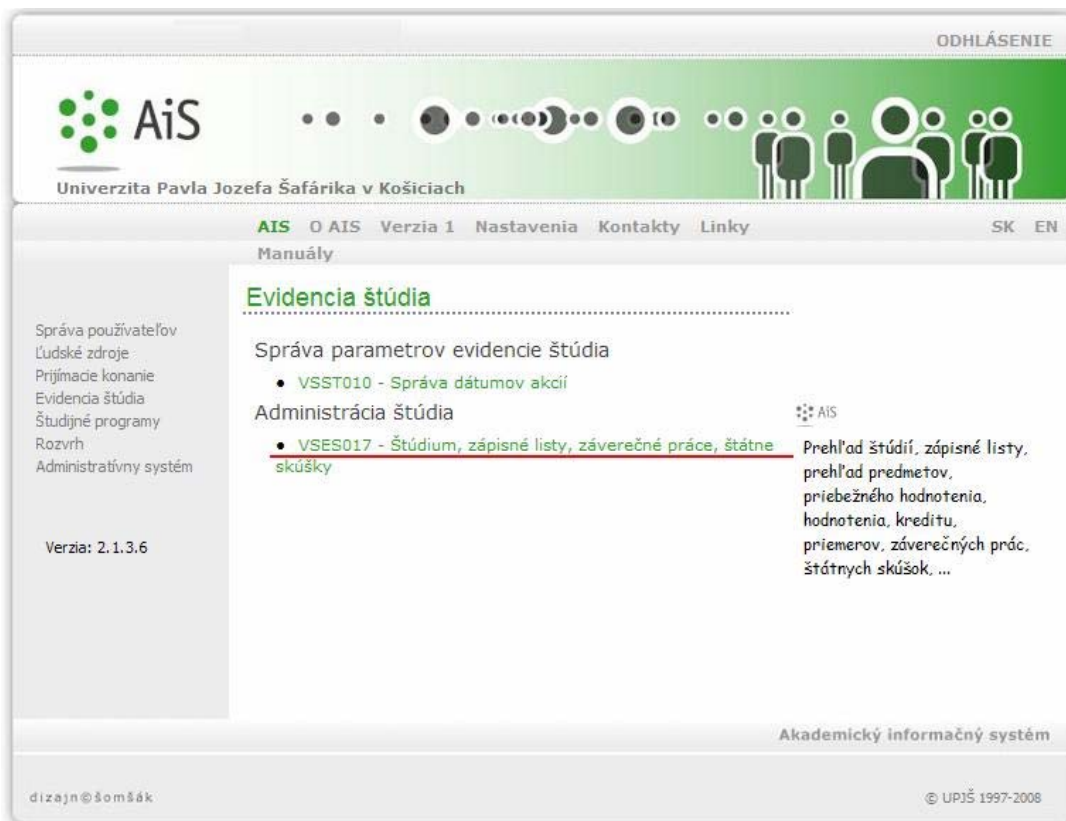 ODHLÁSENIE
AiS
Univerzita Pavla Jozefa Šafárika v Košiciach
AIS O AIS Verzia 1 Nastavenia Kontakty Linky SK EN
Manuály
Evidencia štúdia
Správa používateľov
Ľudské zdroje
Prijímacie konanie
Evidencia štúdia
Študijné programy
Rozvrh
Administratívny systém
Verzia: 2.1.3.6
Správa parametrov evidencie štúdia
• VSST010 - Správa dátumov akcií
Administrácia štúdia
• VSES017 - Štúdium, zápisné listy, záverečné práce, štátne
skúšky
AiS
Prehľad štúdií, zápisné listy,
prehľad predmetov,
priebežného hodnotenia,
hodnotenia, kreditu,
priemerov, záverečných prác,
štátnych skúšok, ...
Akademický informačný systém
dizajn©šomšák
© UPJŠ 1997-2008